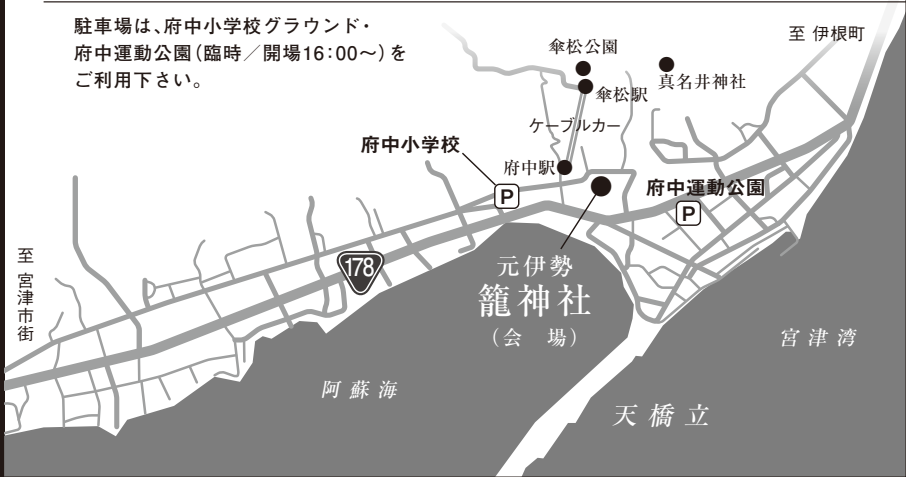 駐車場は、府中小学校グラウンド・
府中運動公園（臨時／開場16：00～）を
ご利用下さい。
至 伊根町
傘松公園
真名井神社
傘松駅
ケーブルカー
府中小学校
府中駅
府中運動公園
P
P
至 宮津市街
178
元伊勢
籠神社
（会 場）
宮津湾
阿蘇海
天橋立